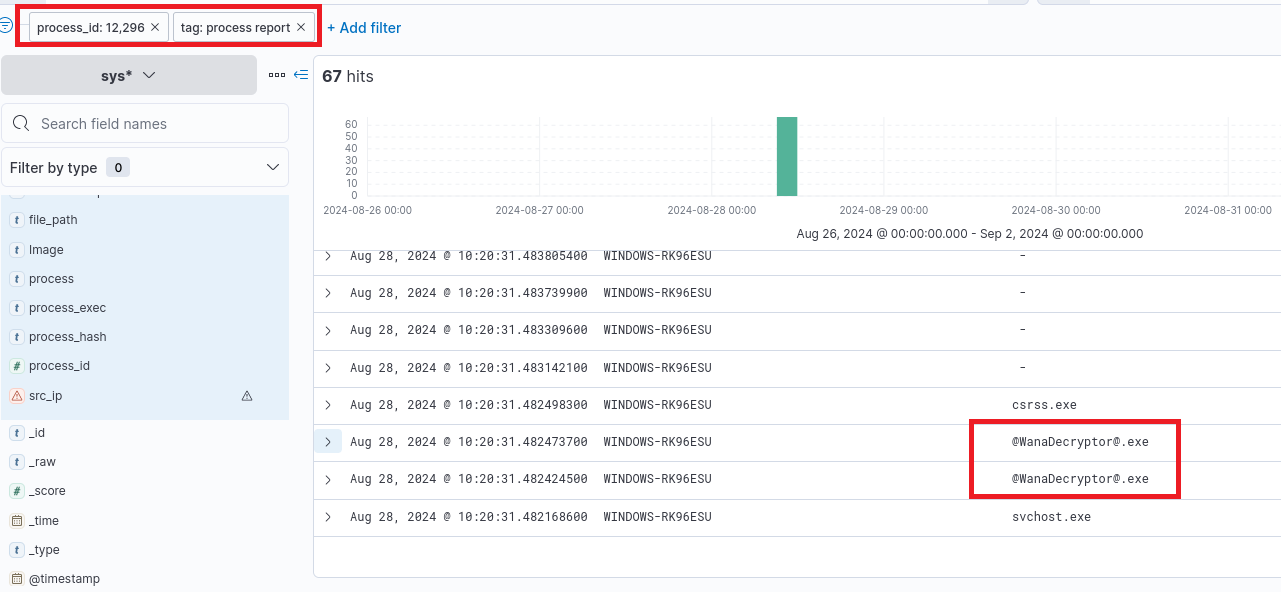 process_id: 12,296 × tag: process report × + Add filter
sys*
67 hits
Search field names
Filter by type 0
60
50
40
30
20
10
0
2024-08-26 00:00 2024-08-27 00:00 2024-08-28 00:00 2024-08-29 00:00 2024-08-30 00:00 2024-08-31 00:00
Aug 26, 2024 @ 00:00:00.000 - Sep 2, 2024 @ 00:00:00.000
file_path
Image
process
process_exec
process_hash
process_id
src_ip
_id
_raw
_score
_time
_type
@timestamp
Aug 28, 2024 @ 10:20:31.483805400 WINDOWS-RK96ESU -
Aug 28, 2024 @ 10:20:31.483739900 WINDOWS-RK96ESU -
Aug 28, 2024 @ 10:20:31.483309600 WINDOWS-RK96ESU -
Aug 28, 2024 @ 10:20:31.483142100 WINDOWS-RK96ESU -
Aug 28, 2024 @ 10:20:31.482498300 WINDOWS-RK96ESU csrss.exe
Aug 28, 2024 @ 10:20:31.482473700 WINDOWS-RK96ESU @WanaDecryptor@.exe
Aug 28, 2024 @ 10:20:31.482424500 WINDOWS-RK96ESU @WanaDecryptor@.exe
Aug 28, 2024 @ 10:20:31.482168600 WINDOWS-RK96ESU svchost.exe